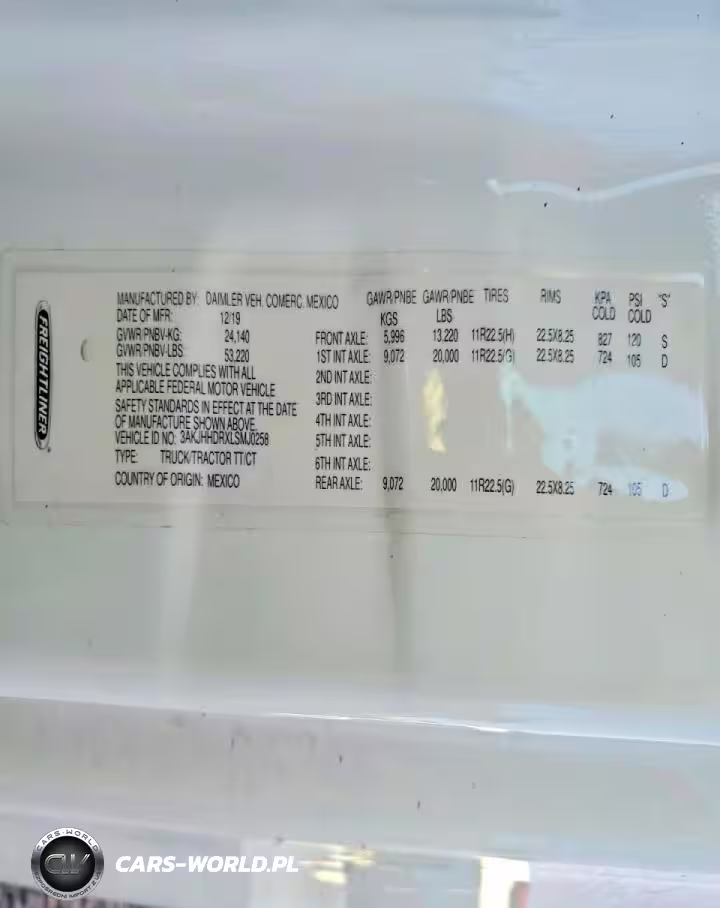 FREIGHTLINER
MANUFACTURED BY: DAIMLER VEH. COMERC. MEXICO
DATE OF MFR: 12/19
GVWR/PNBV-KG: 24,140
GVWR/PNBV-LBS: 53,220
THIS VEHICLE COMPLIES WITH ALL
APPLICABLE FEDERAL MOTOR VEHICLE
SAFETY STANDARDS IN EFFECT AT THE DATE
OF MANUFACTURE SHOWN ABOVE.
VEHICLE ID NO: 3AKJHHDRXLSMJ0258
TYPE: TRUCK/TRACTOR TT/CT
COUNTRY OF ORIGIN: MEXICO
GAWR/PNBE GAWR/PNBE TIRES RIMS KPA PSI "S"
KGS LBS COLD COLD
FRONT AXLE: 5,996 13,220 11R22.5(H) 22.5X8.25 827 120 S
1ST INT AXLE: 9,072 20,000 11R22.5(G) 22.5X8.25 724 105 D
2ND INT AXLE:
3RD INT AXLE:
4TH INT AXLE:
5TH INT AXLE:
6TH INT AXLE:
REAR AXLE: 9,072 20,000 11R22.5(G) 22.5X8.25 724 105 D
CARS-WORLD
CW
CARS-WORLD.PL